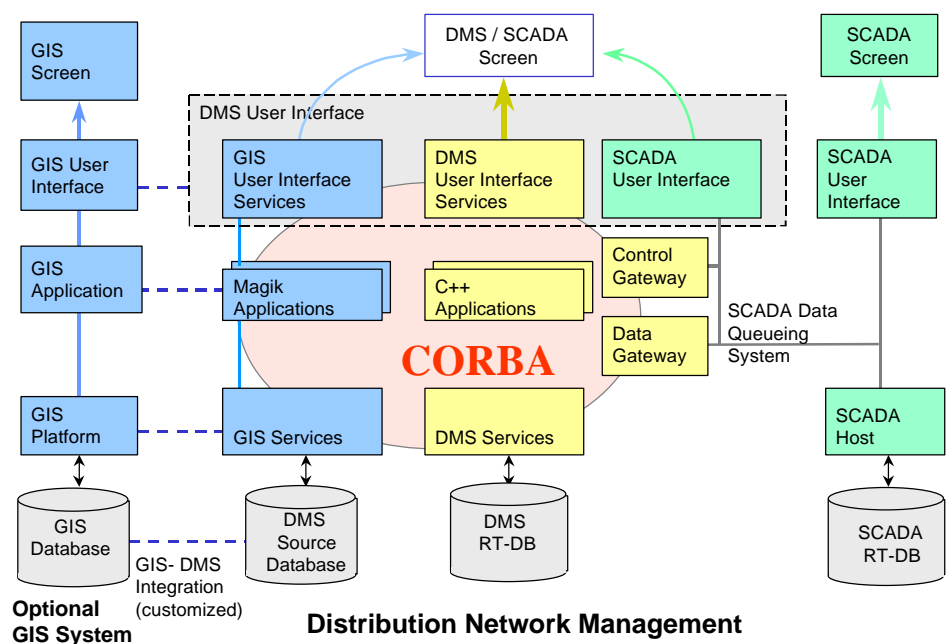 GIS
Screen
DMS / SCADA
Screen
SCADA
Screen
DMS User Interface
GIS User
Interface
GIS
User Interface
Services
DMS
User Interface
Services
SCADA
User Interface
SCADA
User
Interface
GIS
Application
Magik
Applications
C++
Applications
Control
Gateway
Data
Gateway
SCADA Data
Queueing
System
CORBA
GIS
Platform
GIS Services
DMS Services
SCADA
Host
GIS
Database
DMS
Source
Database
DMS
RT-DB
SCADA
RT-DB
GIS- DMS
Integration
(customized)
Optional
GIS System
Distribution Network Management